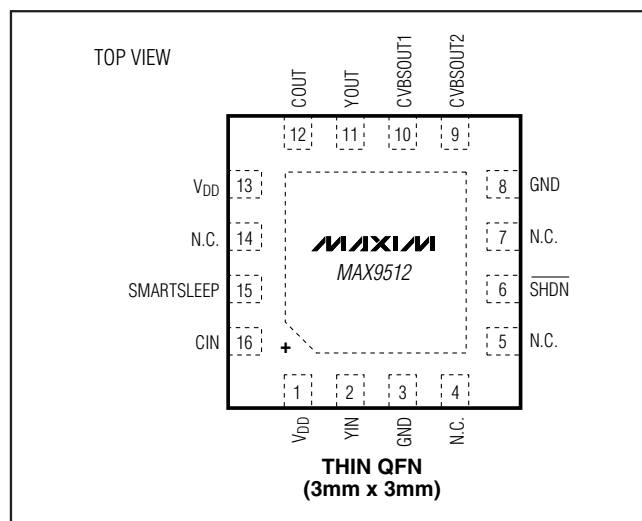 TOP VIEW
COUT
YOUT
CVBSOUT1
CVBSOUT2
12
11
10
9
VDD
13
8
GND
N.C.
14
7
N.C.
MAXIM
MAX9512
SMARTSLEEP
15
6
SHDN
CIN
16
+
5
N.C.
1
2
3
4
VDD
YIN
GND
N.C.
THIN QFN
(3mm x 3mm)